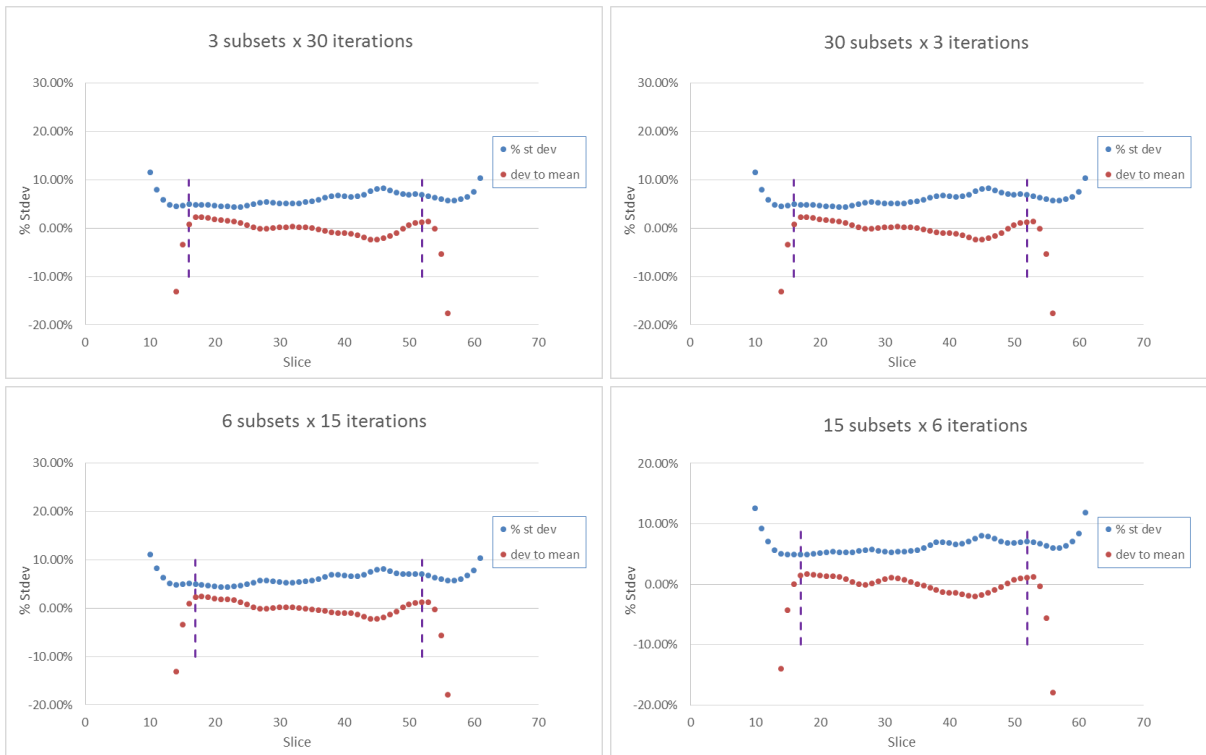 3 subsets x 30 iterations
30.00%
20.00%
10.00%
0.00%
-10.00%
-20.00%
% Stdev
0 10 20 30 40 50 60 70
Slice
% st dev
dev to mean
30 subsets x 3 iterations
30.00%
20.00%
10.00%
0.00%
-10.00%
-20.00%
% Stdev
0 10 20 30 40 50 60 70
Slice
% st dev
dev to mean
6 subsets x 15 iterations
30.00%
20.00%
10.00%
0.00%
-10.00%
-20.00%
% Stdev
0 10 20 30 40 50 60 70
Slice
% st dev
dev to mean
15 subsets x 6 iterations
20.00%
10.00%
0.00%
-10.00%
-20.00%
% Stdev
0 10 20 30 40 50 60 70
Slice
% st dev
dev to mean